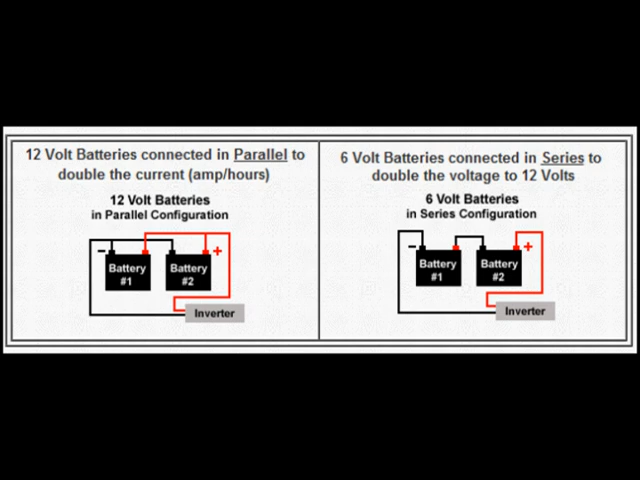 12 Volt Batteries connected in Parallel to
double the current (amp/hours)
12 Volt Batteries
in Parallel Configuration
− +
Battery
#1
Battery
#2
Inverter
6 Volt Batteries connected in Series to
double the voltage to 12 Volts
6 Volt Batteries
in Series Configuration
− +
Battery
#1
Battery
#2
Inverter